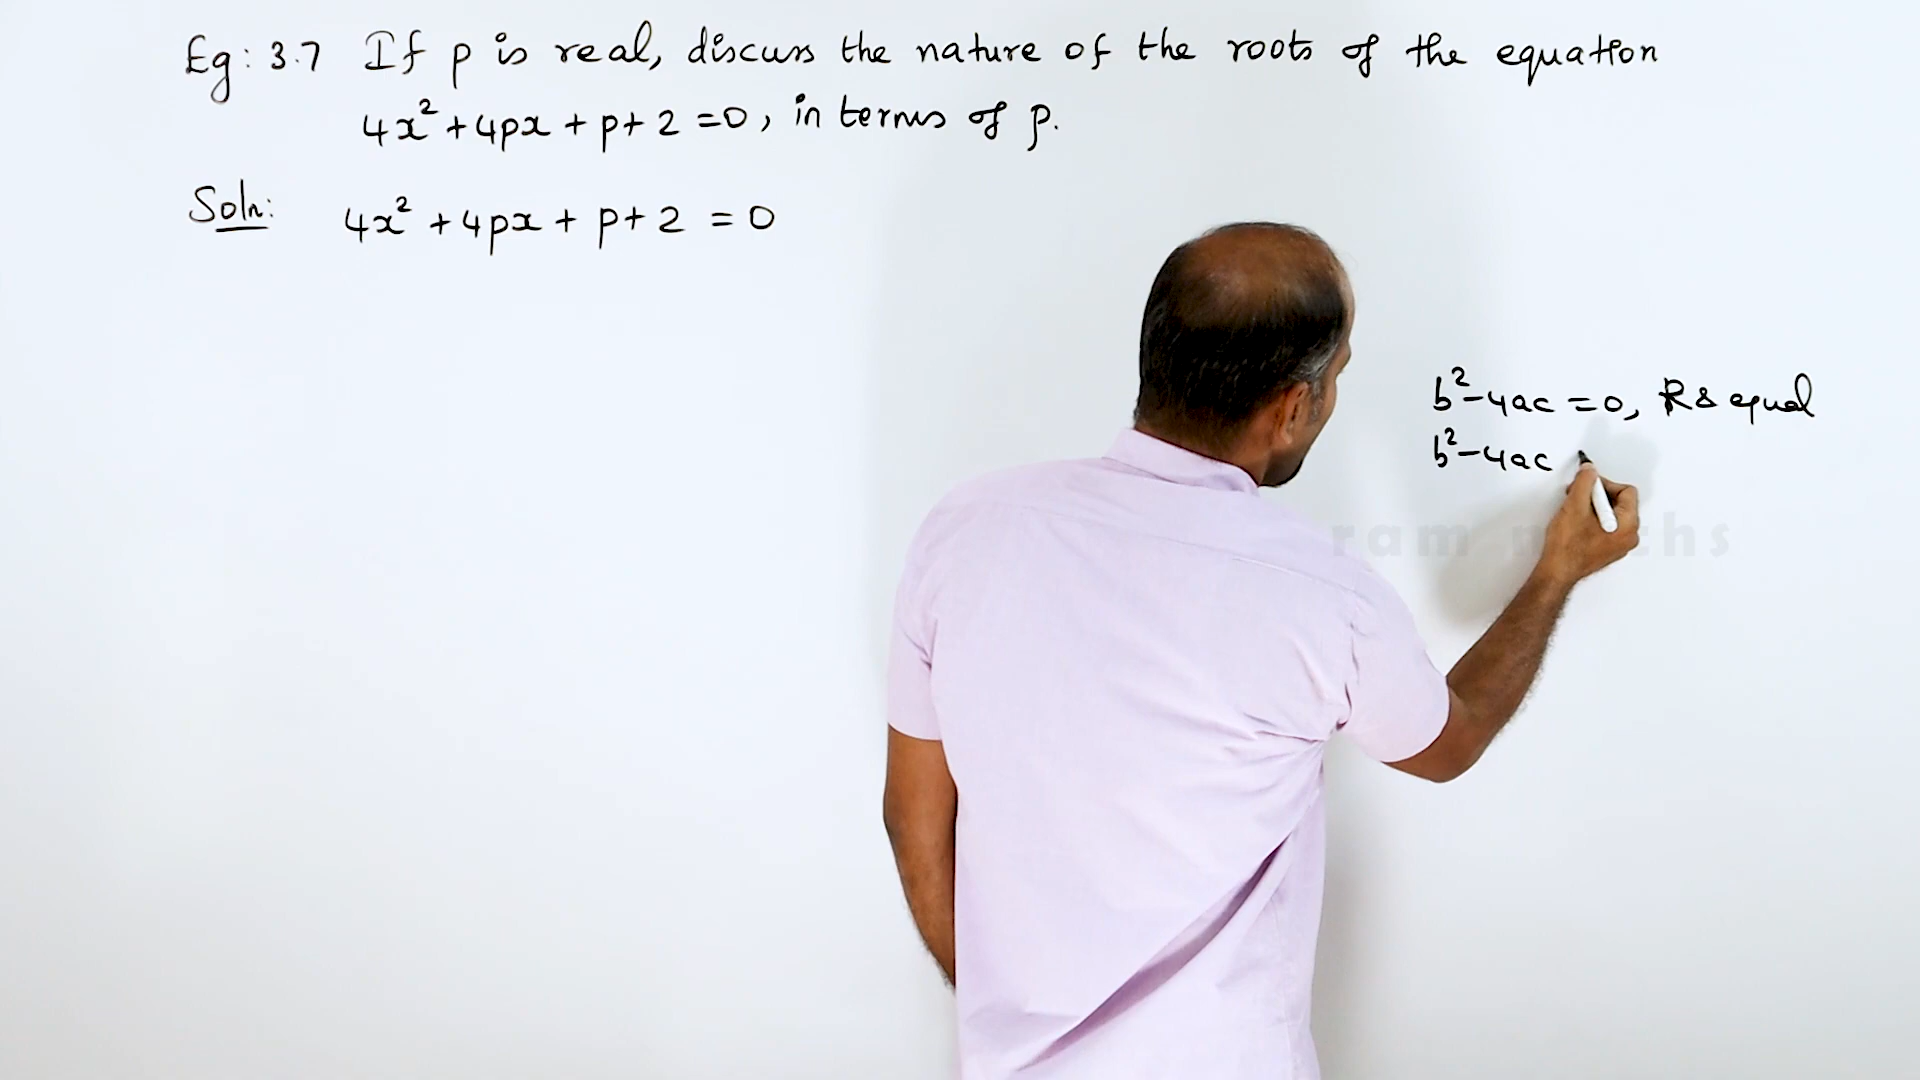 Eg: 3.7 If p is real, discuss the nature of the roots of the equation
4x² + 4px + p + 2 = 0, in terms of p.
Soln: 4x² + 4px + p + 2 = 0
b² - 4ac = 0, R & equal
b² - 4ac
ram